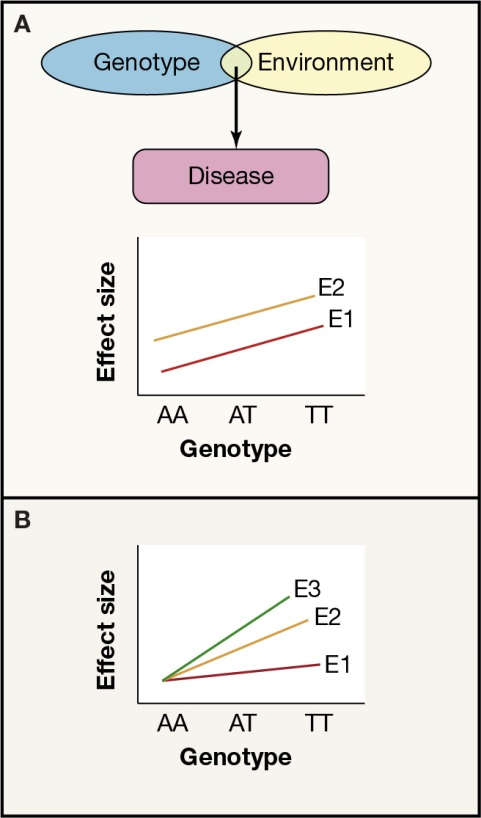 A
Genotype
Environment
Disease
Effect size
E2
E1
AA AT TT
Genotype
B
Effect size
E3
E2
E1
AA AT TT
Genotype